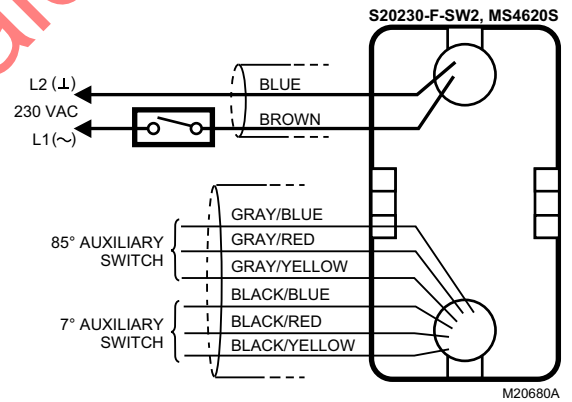 S20230-F-SW2, MS4620S
L2 (⊥)
BLUE
230 VAC
BROWN
L1(~)
GRAY/BLUE
85° AUXILIARY
SWITCH
GRAY/RED
GRAY/YELLOW
BLACK/BLUE
7° AUXILIARY
SWITCH
BLACK/RED
BLACK/YELLOW
M20680A